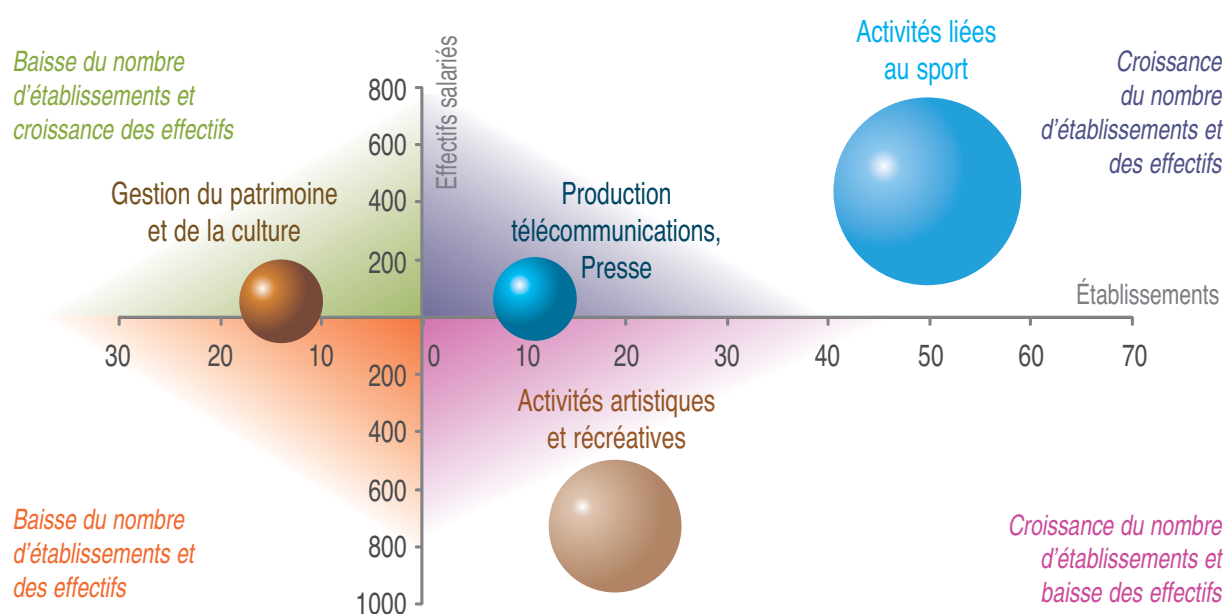 Activités liées
au sport
Baisse du nombre
d'établissements et
croissance des effectifs
Effectifs salariés
Croissance
du nombre
d'établissements et
des effectifs
800
600
400
200
Gestion du patrimoine
et de la culture
Production
télécommunications,
Presse
Établissements
30
20
10
0
10
20
30
40
50
60
70
200
400
600
800
1000
Activités artistiques
et récréatives
Baisse du nombre
d'établissements et
des effectifs
Croissance du nombre
d'établissements et
baisse des effectifs